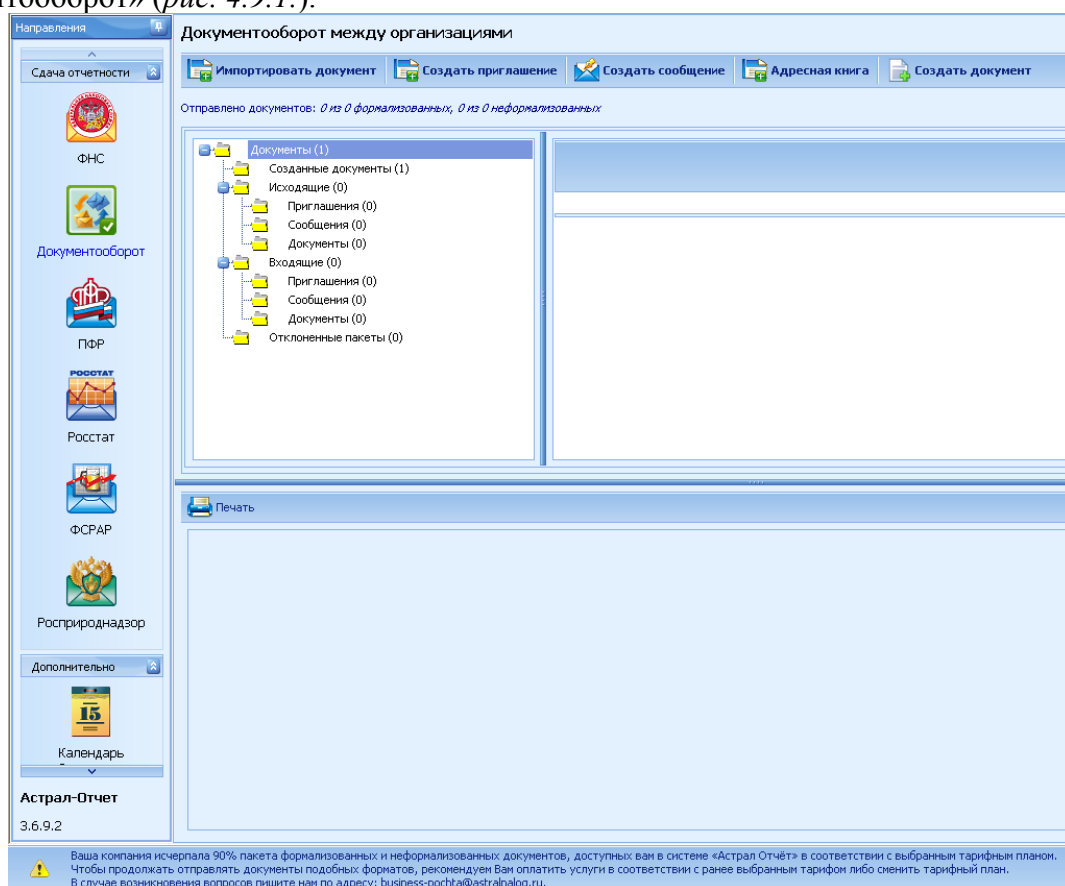 тооборот» (рис. 4.9.1.).
Направления
Сдача отчетности
ФНС
Документооборот
ПФР
РОССТАТ
Росстат
ФСРАР
Росприроднадзор
Дополнительно
15
Календарь
Астрал-Отчет
3.6.9.2
Документооборот между организациями
Импортировать документ Создать приглашение Создать сообщение Адресная книга Создать документ
Отправлено документов: 0 из 0 формализованных, 0 из 0 неформализованных
Документы (1)
Созданные документы (1)
Исходящие (0)
Приглашения (0)
Сообщения (0)
Документы (0)
Входящие (0)
Приглашения (0)
Сообщения (0)
Документы (0)
Отклоненные пакеты (0)
Печать
Ваша компания исчерпала 90% пакета формализованных и неформализованных документов, доступных вам в системе «Астрал Отчёт» в соответствии с выбранным тарифным планом.
Чтобы продолжать отправлять документы подобных форматов, рекомендуем Вам оплатить услуги в соответствии с ранее выбранным тарифом либо сменить тарифный план.
В случае возникновения вопросов пишите нам по адресу: business-pochta@astralnalog.ru.